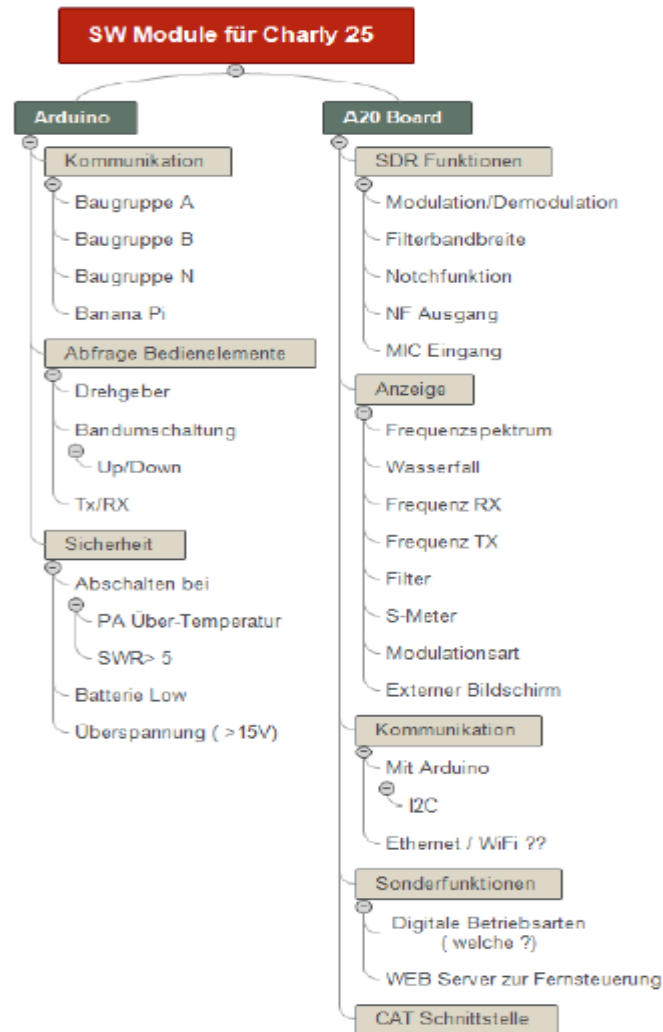 SW Module für Charly 25
Arduino
Kommunikation
Baugruppe A
Baugruppe B
Baugruppe N
Banana Pi
Abfrage Bedienelemente
Drehgeber
Bandumschaltung
Up/Down
Tx/RX
Sicherheit
Abschalten bei
PA Über-Temperatur
SWR> 5
Batterie Low
Überspannung ( >15V)
A20 Board
SDR Funktionen
Modulation/Demodulation
Filterbandbreite
Notchfunktion
NF Ausgang
MIC Eingang
Anzeige
Frequenzspektrum
Wasserfall
Frequenz RX
Frequenz TX
Filter
S-Meter
Modulationsart
Externer Bildschirm
Kommunikation
Mit Arduino
I2C
Ethernet / WiFi ??
Sonderfunktionen
Digitale Betriebsarten
( welche ?)
WEB Server zur Fernsteuerung
CAT Schnittstelle